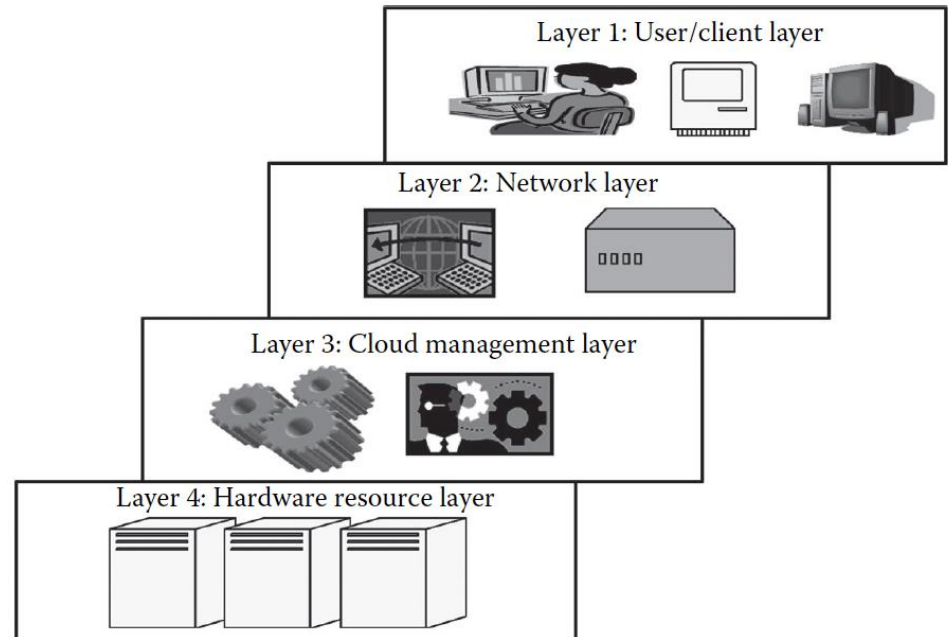 Layer 1: User/client layer
Layer 2: Network layer
Layer 3: Cloud management layer
Layer 4: Hardware resource layer